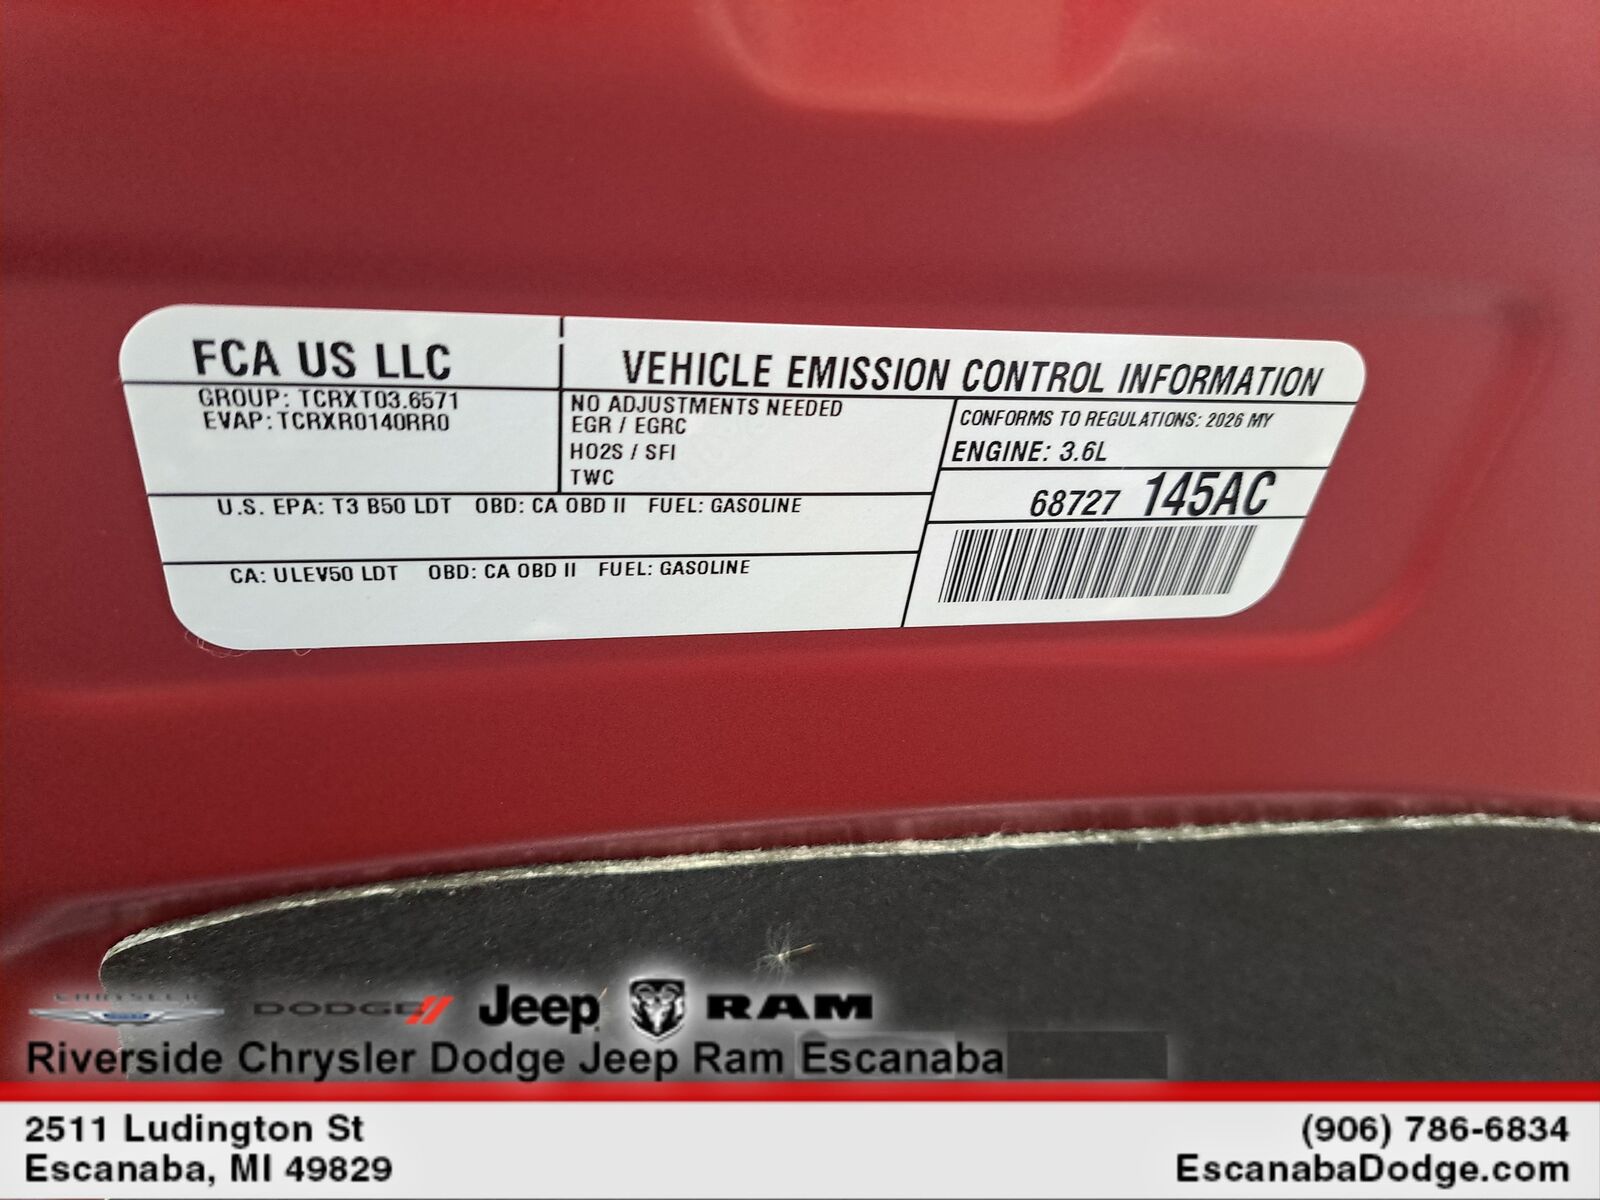 FCA US LLC
VEHICLE EMISSION CONTROL INFORMATION
GROUP: TCRXT03.6571
EVAP: TCRXR0140RR0
NO ADJUSTMENTS NEEDED
EGR / EGRC
HO2S / SFI
TWC
CONFORMS TO REGULATIONS: 2026 MY
ENGINE: 3.6L
68727 145AC
U.S. EPA: T3 B50 LDT OBD: CA OBD II FUEL: GASOLINE
CA: ULEV50 LDT OBD: CA OBD II FUEL: GASOLINE
CHRYSLER DODGE Jeep RAM
Riverside Chrysler Dodge Jeep Ram Escanaba
2511 Ludington St
Escanaba, MI 49829
(906) 786-6834
EscanabaDodge.com